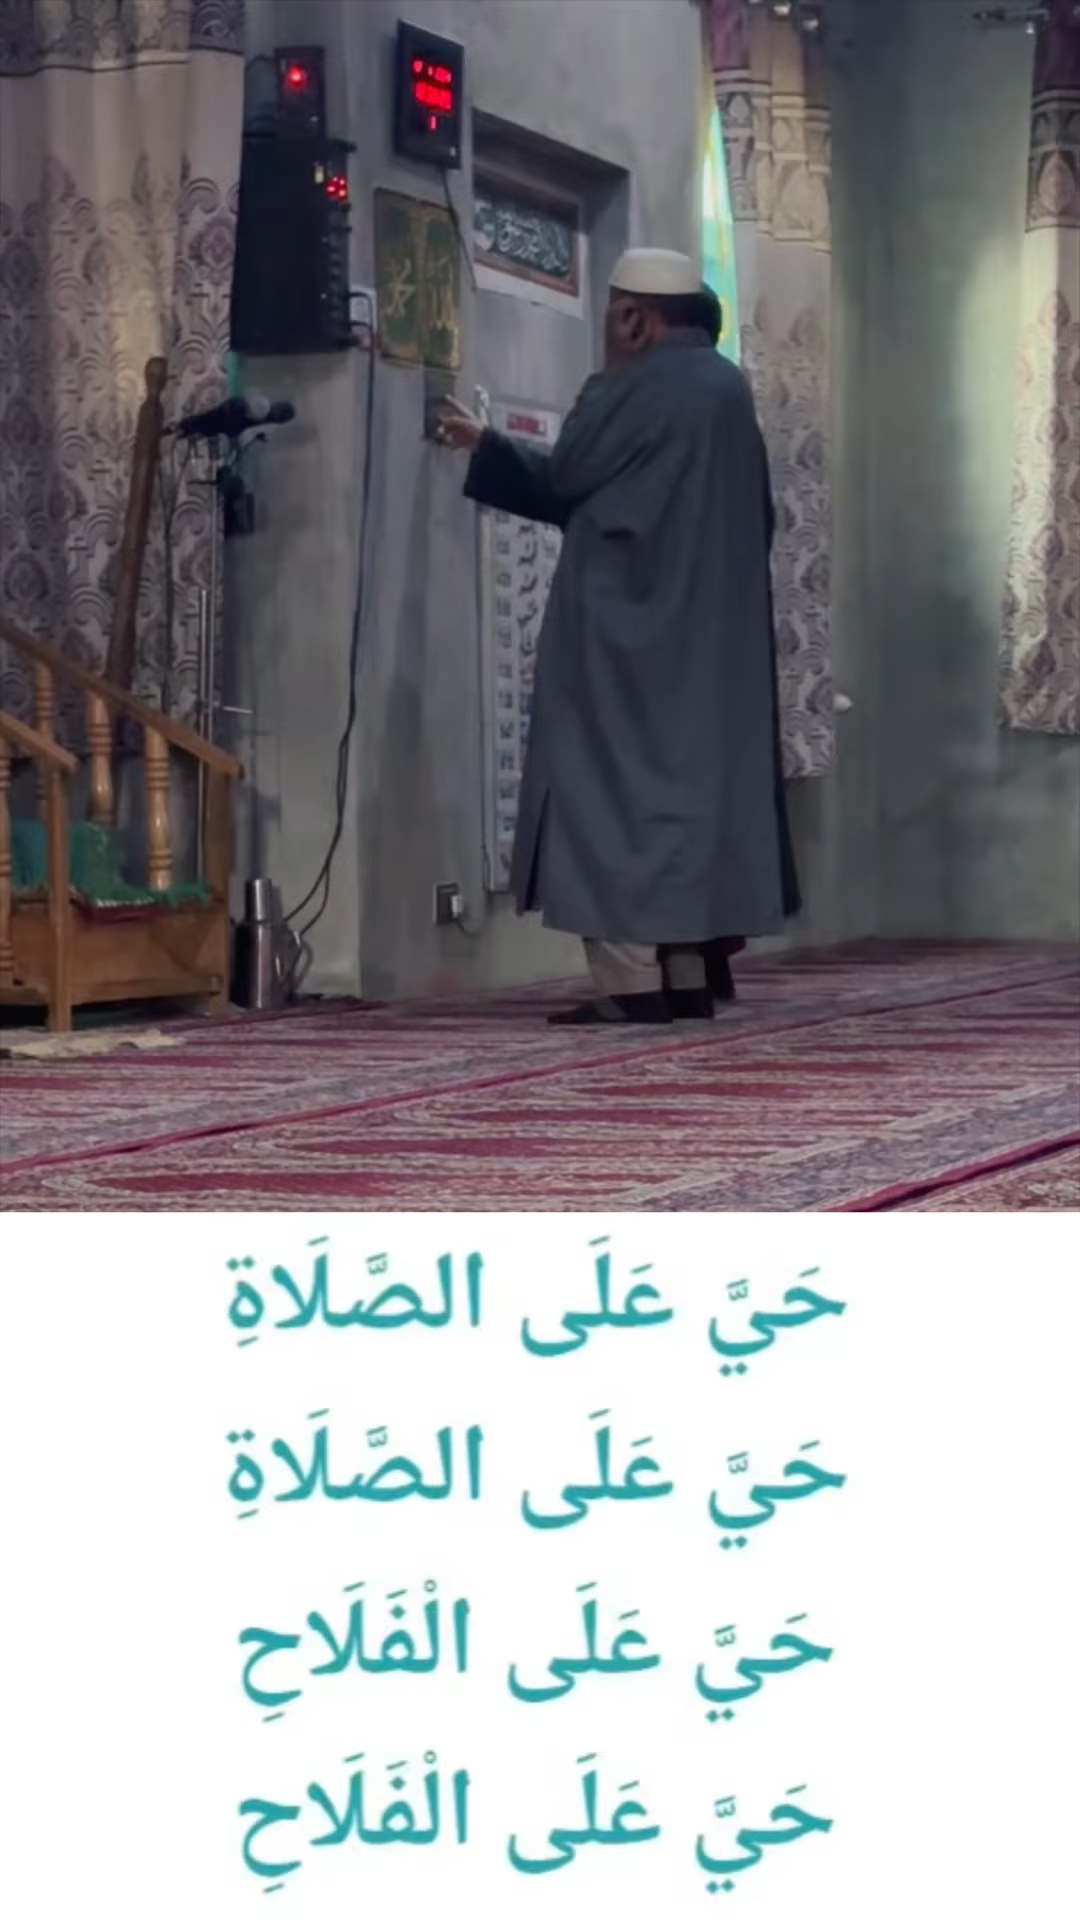 حَيَّ عَلَى الصَّلَاةِ
حَيَّ عَلَى الصَّلَاةِ
حَيَّ عَلَى الْفَلَاحِ
حَيَّ عَلَى الْفَلَاحِ